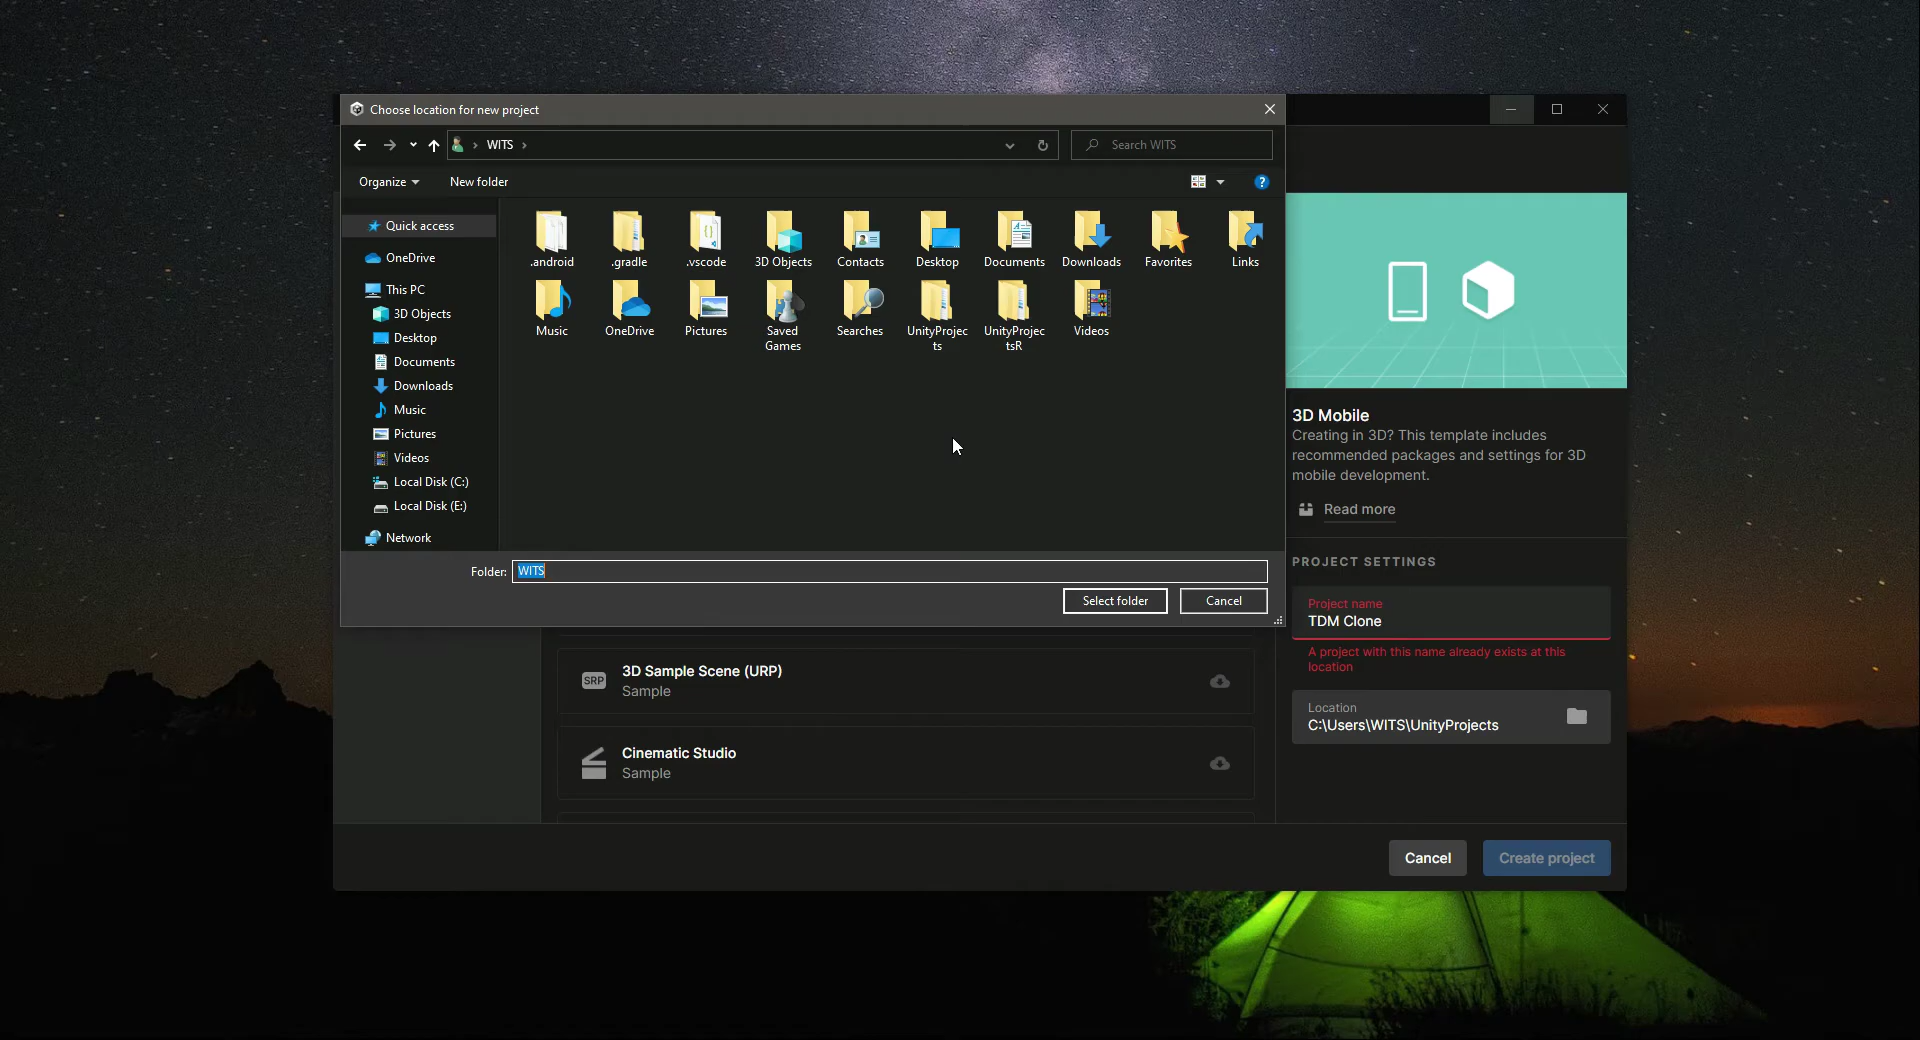 Choose location for new project
WITS
Search WITS
Organize
New folder
?
Quick access
OneDrive
This PC
3D Objects
Desktop
Documents
Downloads
Music
Pictures
Videos
Local Disk (C:)
Local Disk (E:)
Network
.android
.gradle
.vscode
3D Objects
Contacts
Desktop
Documents
Downloads
Favorites
Links
Music
OneDrive
Pictures
Saved
Games
Searches
UnityProjec
ts
UnityProjec
tsR
Videos
Folder:
WITS
Select folder
Cancel
SRP
3D Sample Scene (URP)
Sample
Cinematic Studio
Sample
3D Mobile
Creating in 3D? This template includes
recommended packages and settings for 3D
mobile development.
Read more
PROJECT SETTINGS
Project name
TDM Clone
A project with this name already exists at this
location
Location
C:\Users\WITS\UnityProjects
Cancel
Create project